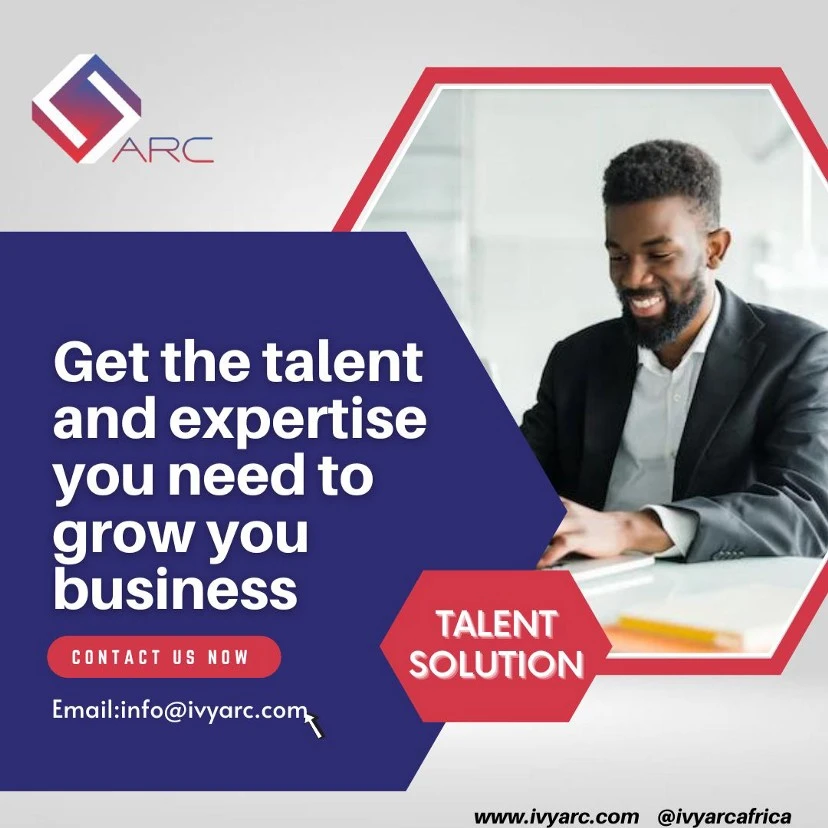 ARC
Get the talent
and expertise
you need to
grow you
business
CONTACT US NOW
Email:info@ivyarc.com
TALENT
SOLUTION
www.ivyarc.com @ivyarcafrica